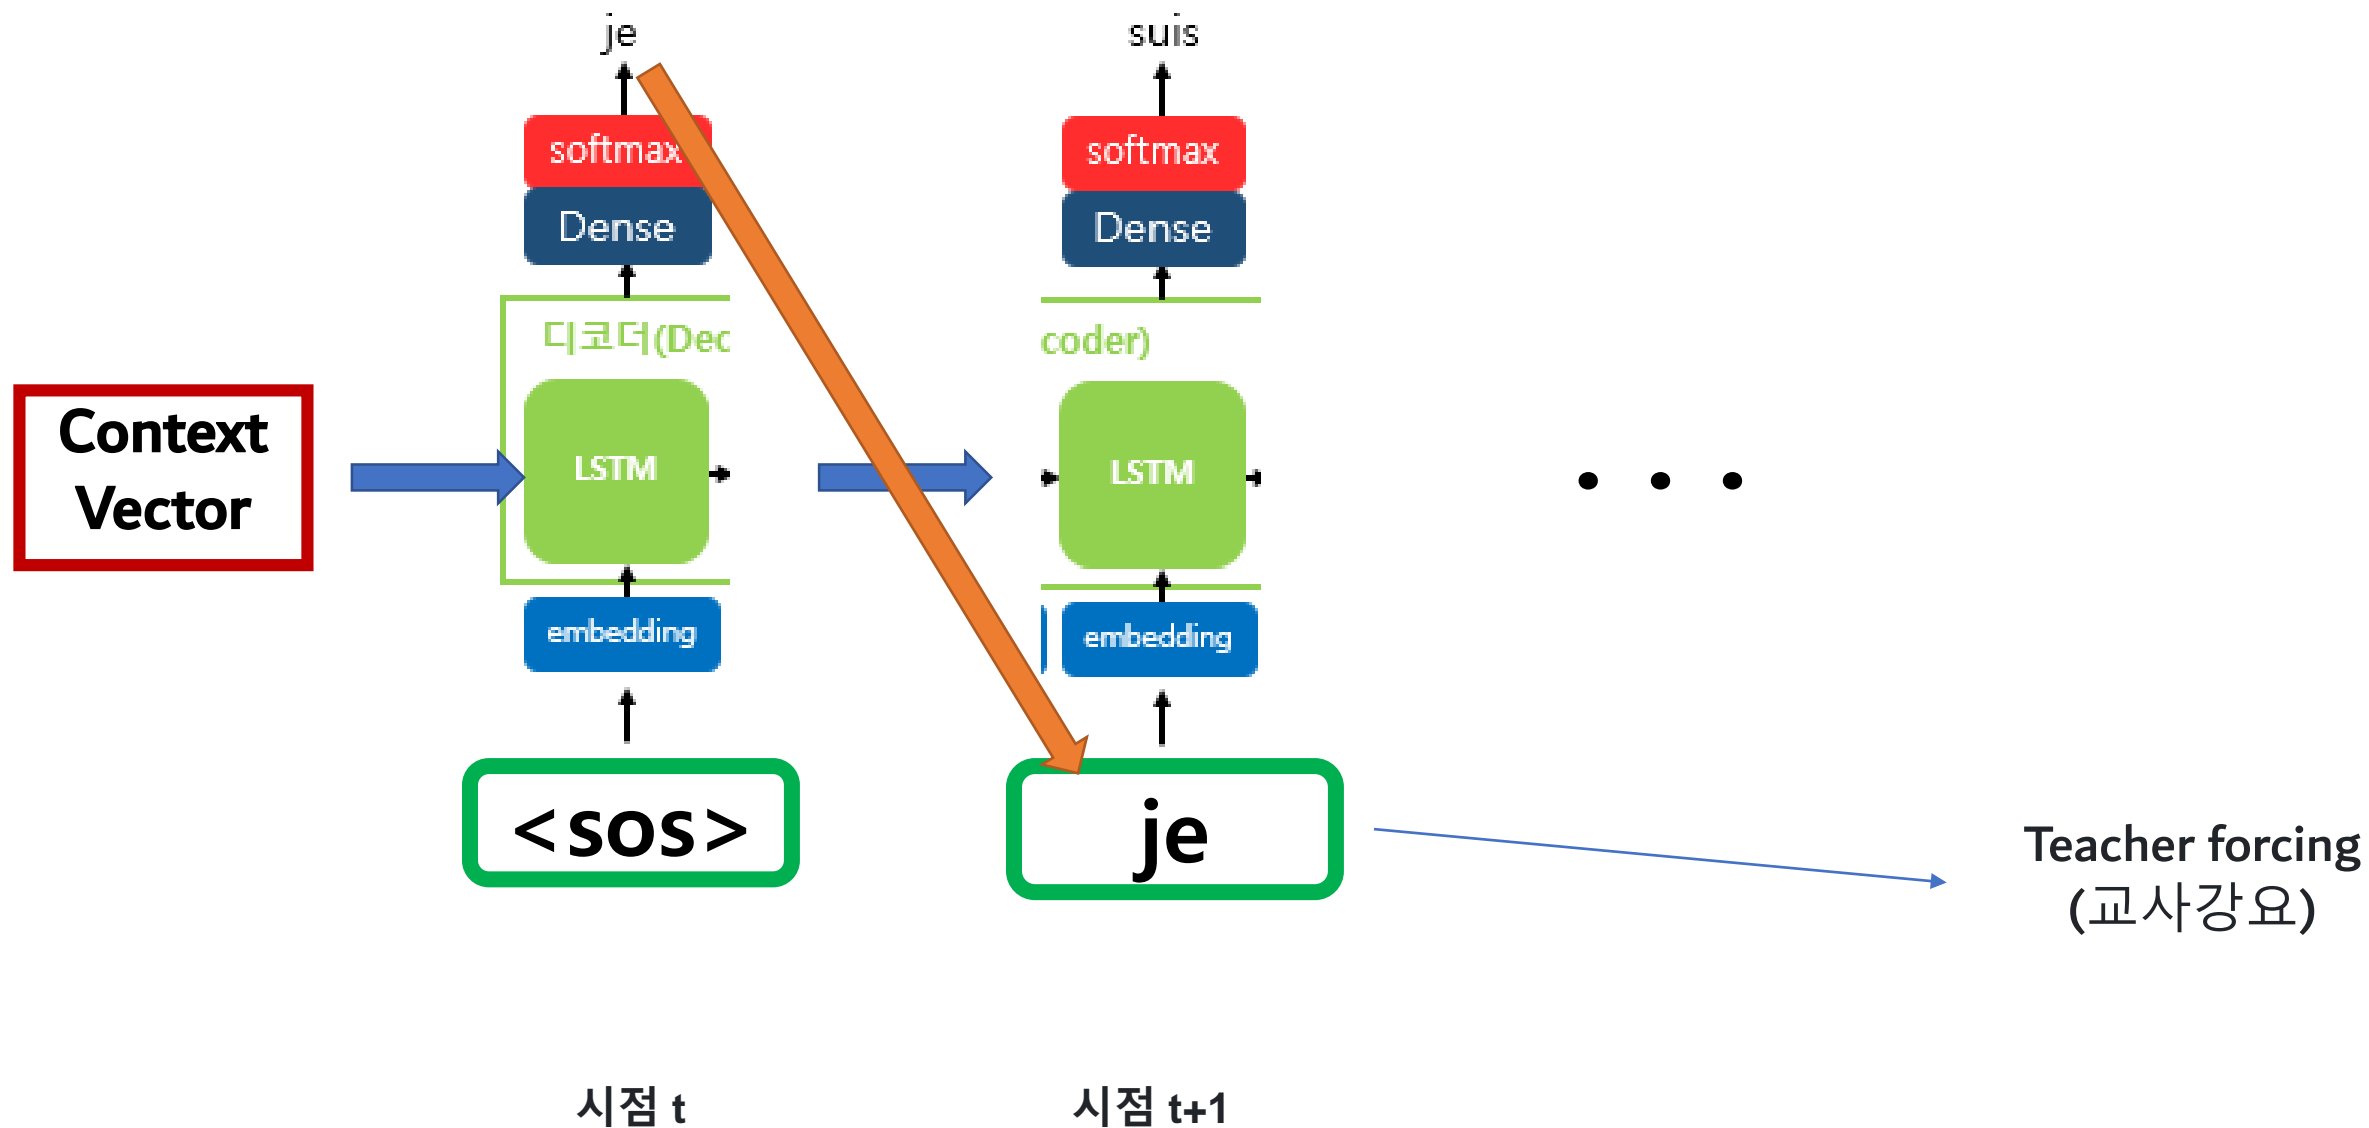 je
suis
softmax
softmax
Dense
Dense
디코더(Dec
coder)
Context
Vector
LSTM
LSTM
• • •
embedding
embedding
<sos>
je
Teacher forcing
(교사강요)
시점 t
시점 t+1